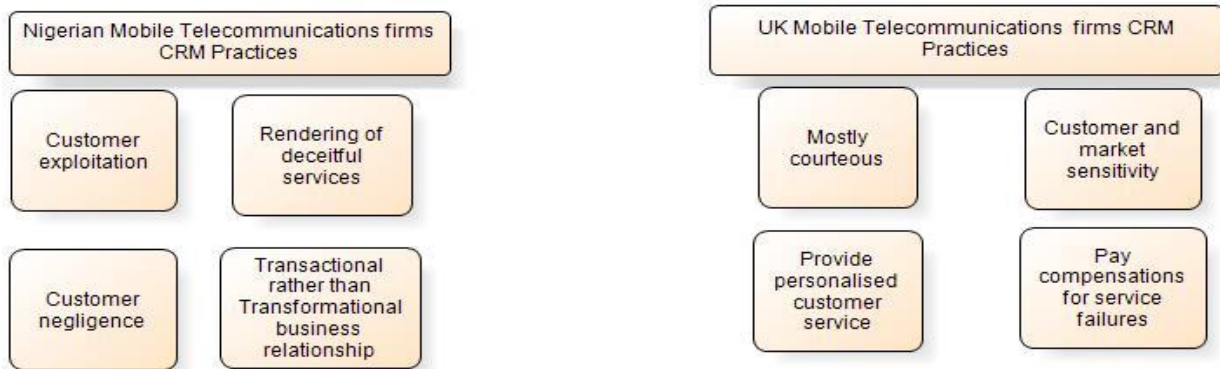 Nigerian Mobile Telecommunications firms
CRM Practices
Customer
exploitation
Rendering of
deceitful
services
Customer
negligence
Transactional
rather than
Transformational
business
relationship
UK Mobile Telecommunications firms CRM
Practices
Mostly
courteous
Customer and
market
sensitivity
Provide
personalised
customer
service
Pay
compensations
for service
failures